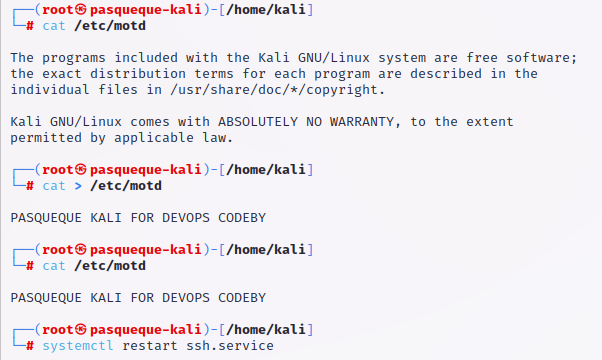 ┌──(root㉿pasqueque-kali)-[/home/kali]
└─# cat /etc/motd
The programs included with the Kali GNU/Linux system are free software;
the exact distribution terms for each program are described in the
individual files in /usr/share/doc/*/copyright.
Kali GNU/Linux comes with ABSOLUTELY NO WARRANTY, to the extent
permitted by applicable law.
┌──(root㉿pasqueque-kali)-[/home/kali]
└─# cat > /etc/motd
PASQUEQUE KALI FOR DEVOPS CODEBY
┌──(root㉿pasqueque-kali)-[/home/kali]
└─# cat /etc/motd
PASQUEQUE KALI FOR DEVOPS CODEBY
┌──(root㉿pasqueque-kali)-[/home/kali]
└─# systemctl restart ssh.service